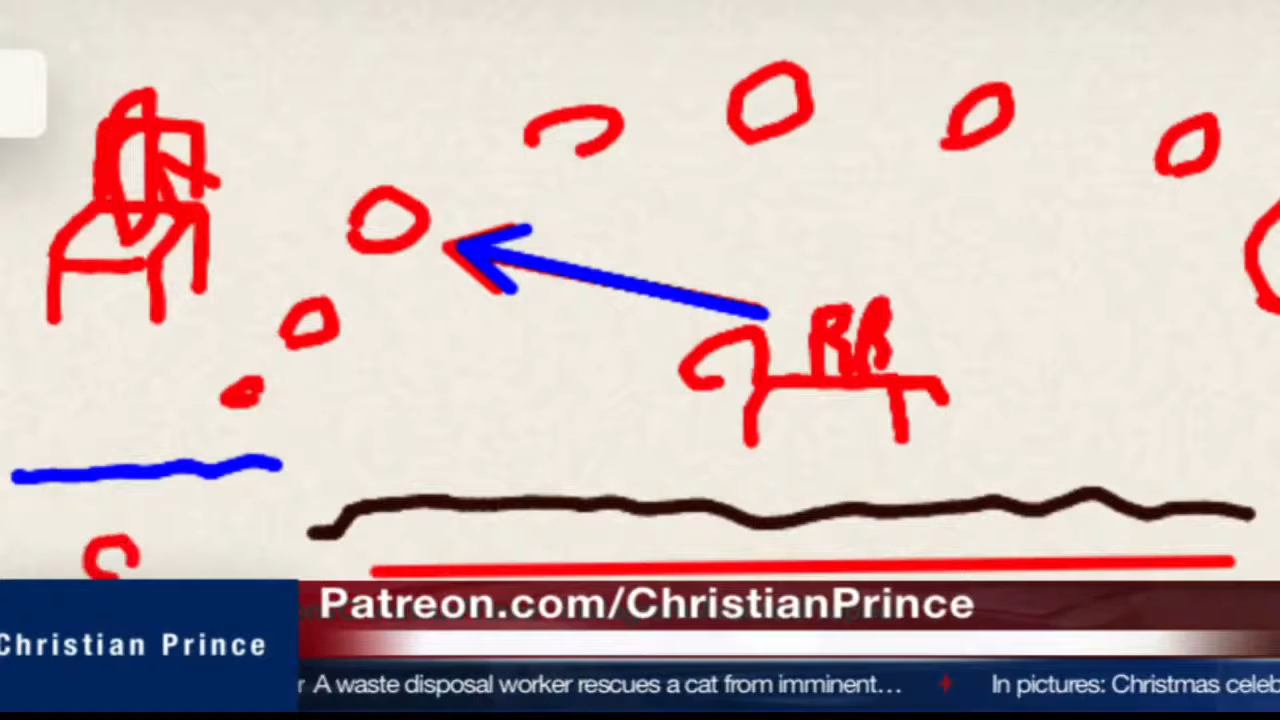 Patreon.com/ChristianPrince
Christian Prince
A waste disposal worker rescues a cat from imminent… In pictures: Christmas celeb